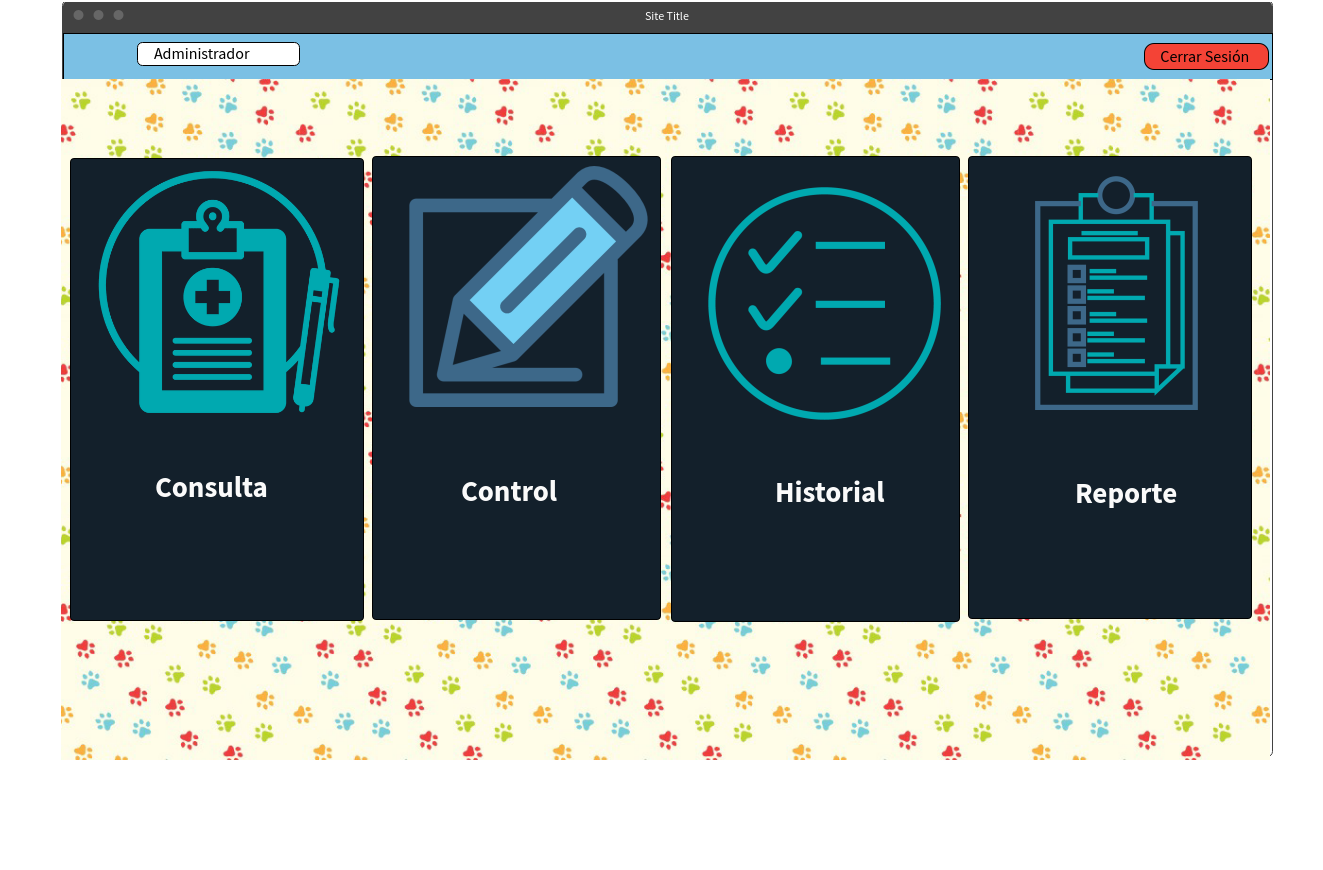 Site Title
Administrador
Cerrar Sesión
Consulta
Control
Historial
Reporte